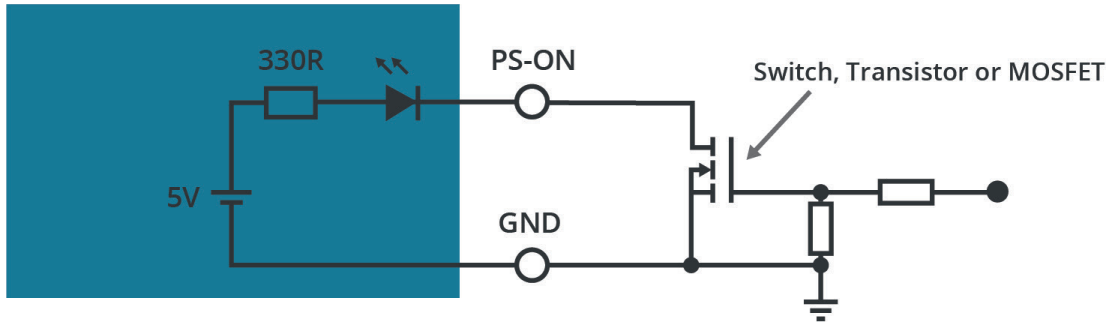 330R
PS-ON
Switch, Transistor or MOSFET
5V
GND